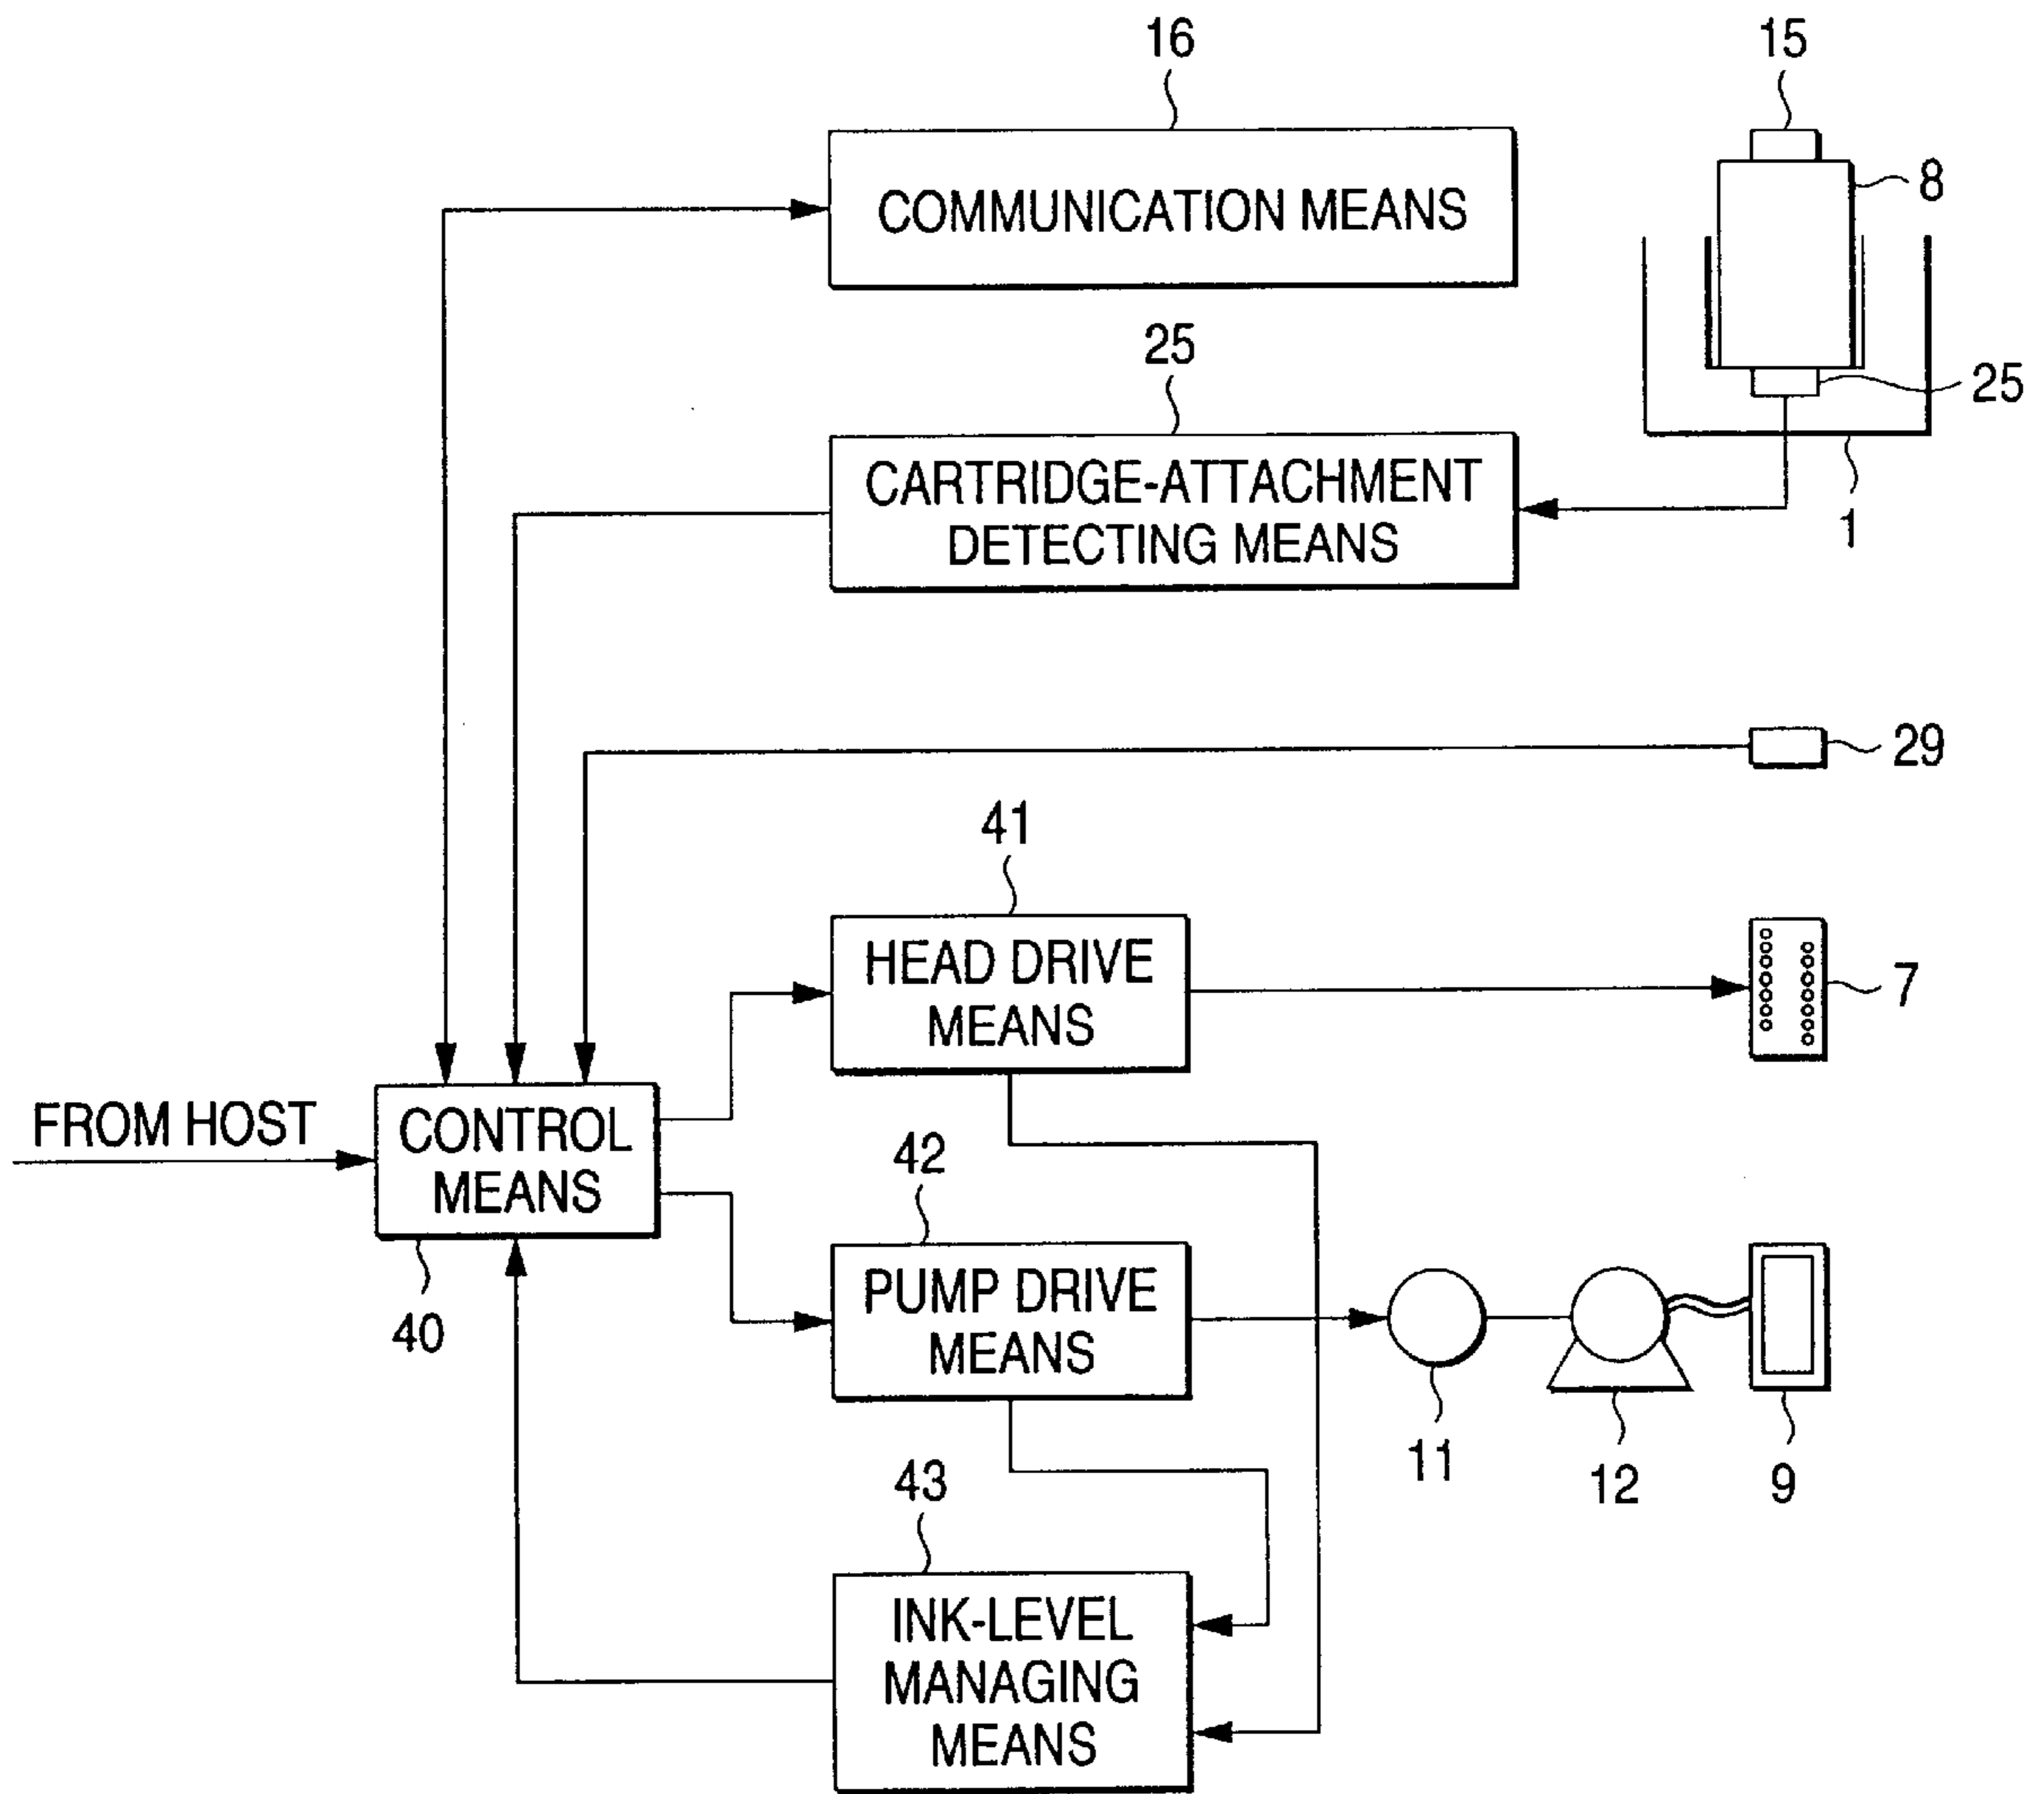 16
15
COMMUNICATION MEANS
8
25
25
CARTRIDGE-ATTACHMENT
DETECTING MEANS
1
29
41
HEAD DRIVE
MEANS
7
FROM HOST
CONTROL
MEANS
40
42
PUMP DRIVE
MEANS
11
12
9
43
INK-LEVEL
MANAGING
MEANS